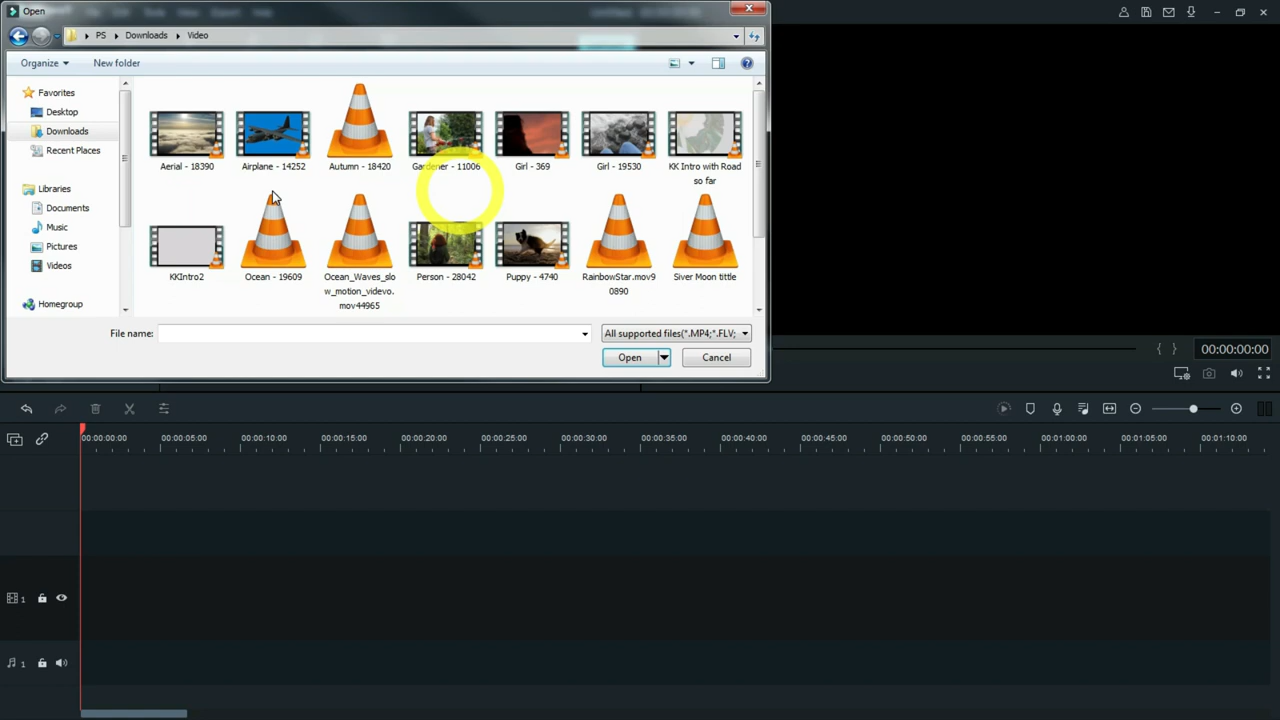 Open
PS
Downloads
Video
Organize
New folder
Favorites
Desktop
Downloads
Recent Places
Libraries
Documents
Music
Pictures
Videos
Homegroup
Aerial - 18390
Airplane - 14252
Autumn - 18420
Gardener - 11006
Girl - 369
Girl - 19530
KK Intro with Road
so far
KKIntro2
Ocean - 19609
Ocean_Waves_slo
w_motion_videvo.
mov44965
Person - 28042
Puppy - 4740
RainbowStar.mov9
0890
Siver Moon tittle
File name:
All supported files(*.MP4;*.FLV;
Open
Cancel
00:00:00:00
00:00:00:00
00:00:05:00
00:00:10:00
00:00:15:00
00:00:20:00
00:00:25:00
00:00:30:00
00:00:35:00
00:00:40:00
00:00:45:00
00:00:50:00
00:00:55:00
00:01:00:00
00:01:05:00
00:01:10:00
1
1